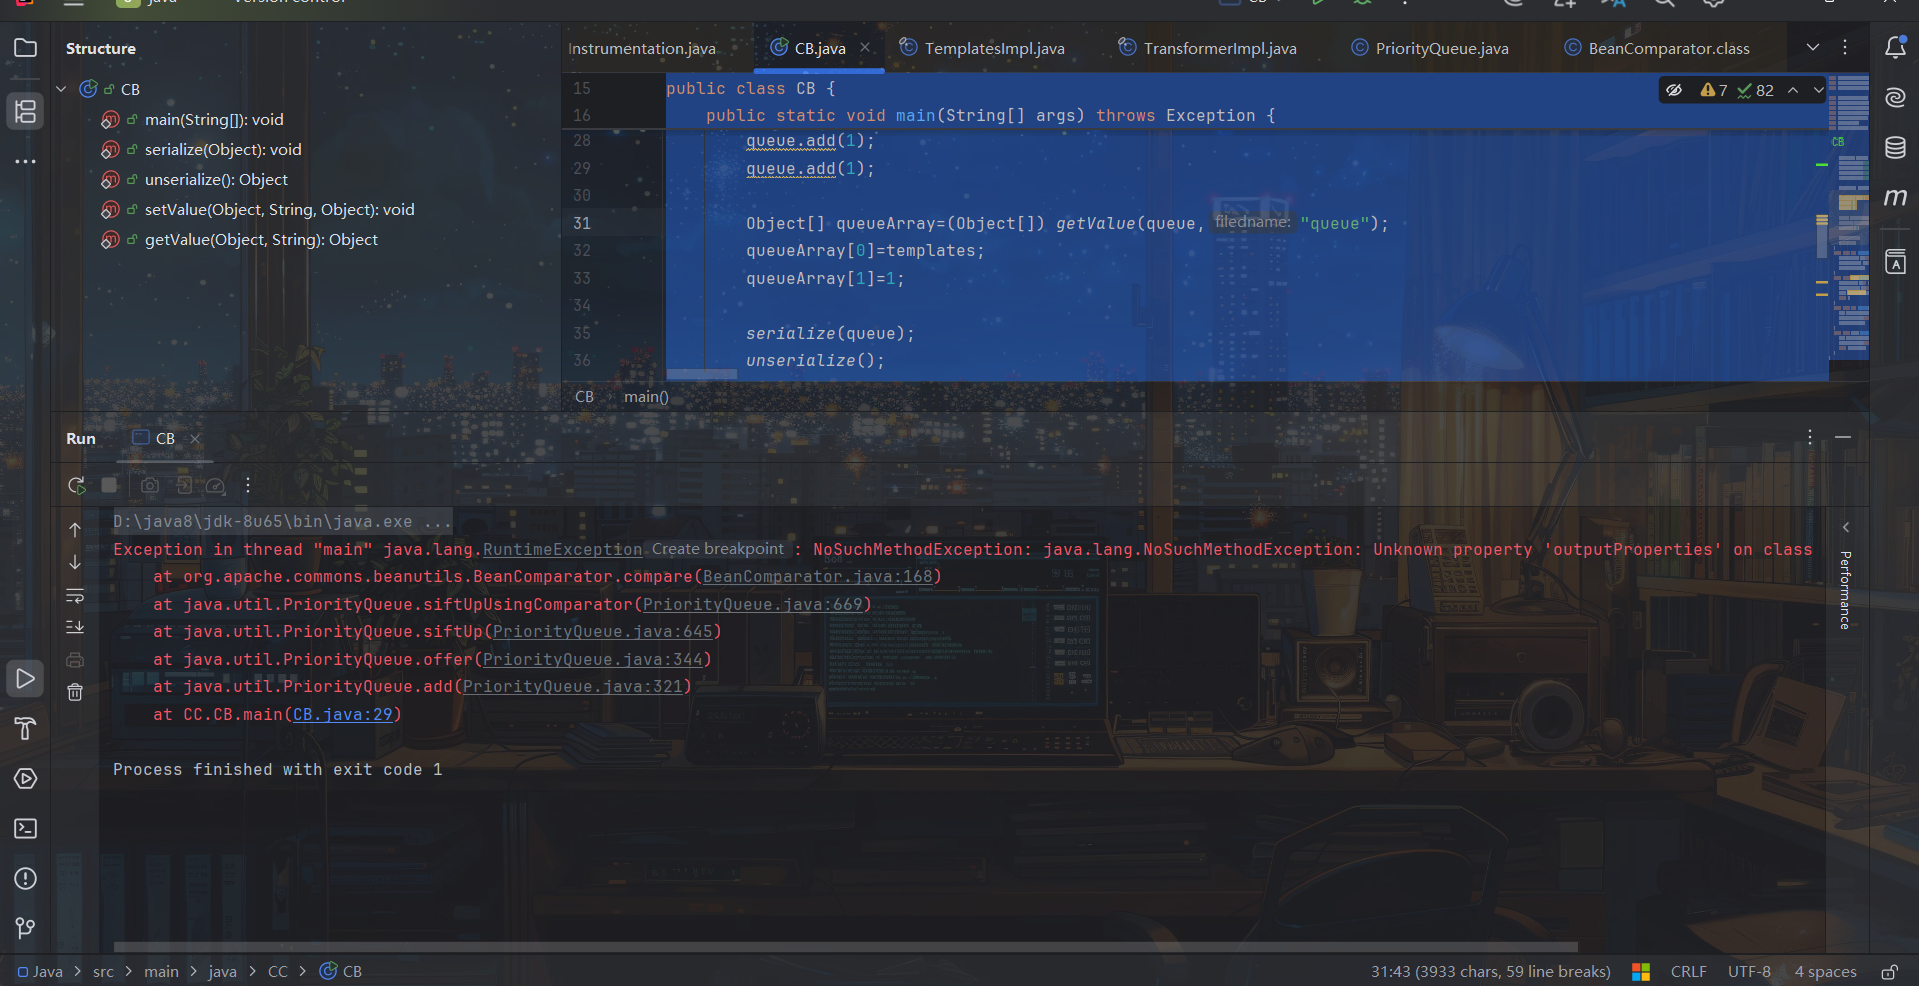 java
Version control
CB
Structure
CB
main(String[]): void
serialize(Object): void
unserialize(): Object
setValue(Object, String, Object): void
getValue(Object, String): Object
Instrumentation.java
CB.java
TemplatesImpl.java
TransformerImpl.java
PriorityQueue.java
BeanComparator.class
7
82
15 public class CB {
16 public static void main(String[] args) throws Exception {
28 queue.add(1);
29 queue.add(1);
30
31 Object[] queueArray=(Object[]) getValue(queue, filedname: "queue");
32 queueArray[0]=templates;
33 queueArray[1]=1;
34
35 serialize(queue);
36 unserialize();
CB
CB
main()
Run
CB
D:\java8\jdk-8u65\bin\java.exe ...
Exception in thread "main" java.lang.RuntimeException Create breakpoint : NoSuchMethodException: java.lang.NoSuchMethodException: Unknown property 'outputProperties' on class
at org.apache.commons.beanutils.BeanComparator.compare(BeanComparator.java:168)
at java.util.PriorityQueue.siftUpUsingComparator(PriorityQueue.java:669)
at java.util.PriorityQueue.siftUp(PriorityQueue.java:645)
at java.util.PriorityQueue.offer(PriorityQueue.java:344)
at java.util.PriorityQueue.add(PriorityQueue.java:321)
at CC.CB.main(CB.java:29)
Process finished with exit code 1
Performance
Java > src > main > java > CC > CB
31:43 (3933 chars, 59 line breaks)
CRLF
UTF-8
4 spaces